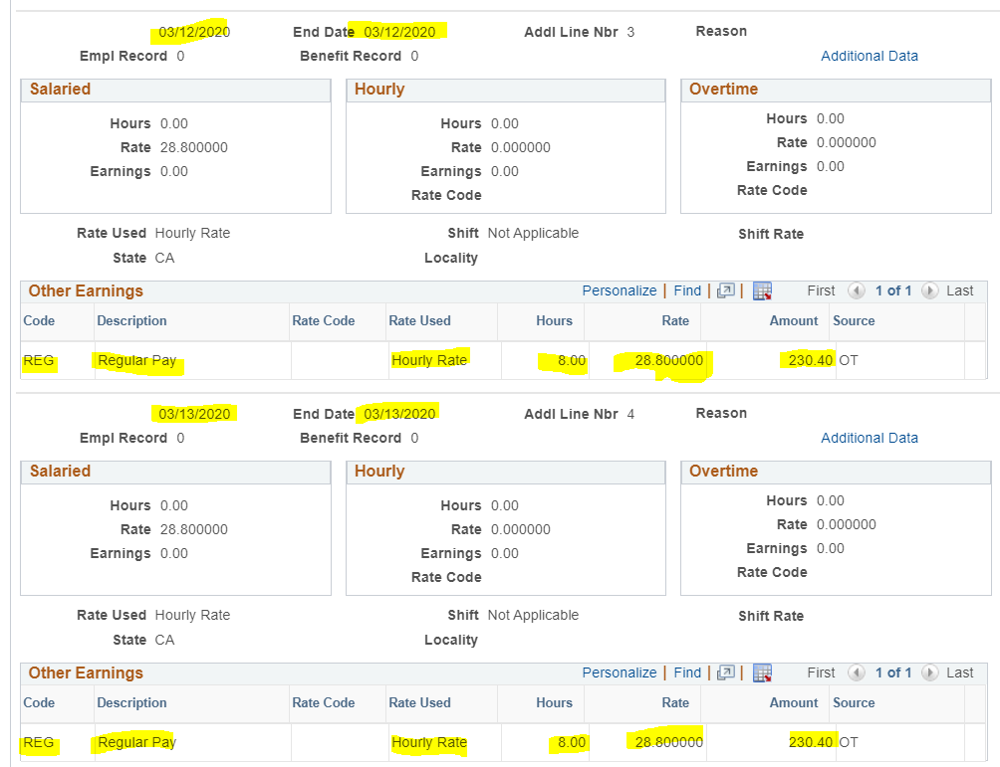 03/12/2020 End Date 03/12/2020 Addl Line Nbr 3 Reason
Empl Record 0 Benefit Record 0 Additional Data
Salaried Hourly Overtime
Hours 0.00 Hours 0.00 Hours 0.00
Rate 28.800000 Rate 0.000000 Rate 0.000000
Earnings 0.00 Earnings 0.00 Earnings 0.00
Rate Code Rate Code
Rate Used Hourly Rate Shift Not Applicable Shift Rate
State CA Locality
Other Earnings Personalize | Find | | First 1 of 1 Last
Code Description Rate Code Rate Used Hours Rate Amount Source
REG Regular Pay Hourly Rate 8.00 28.800000 230.40 OT
03/13/2020 End Date 03/13/2020 Addl Line Nbr 4 Reason
Empl Record 0 Benefit Record 0 Additional Data
Salaried Hourly Overtime
Hours 0.00 Hours 0.00 Hours 0.00
Rate 28.800000 Rate 0.000000 Rate 0.000000
Earnings 0.00 Earnings 0.00 Earnings 0.00
Rate Code Rate Code
Rate Used Hourly Rate Shift Not Applicable Shift Rate
State CA Locality
Other Earnings Personalize | Find | | First 1 of 1 Last
Code Description Rate Code Rate Used Hours Rate Amount Source
REG Regular Pay Hourly Rate 8.00 28.800000 230.40 OT